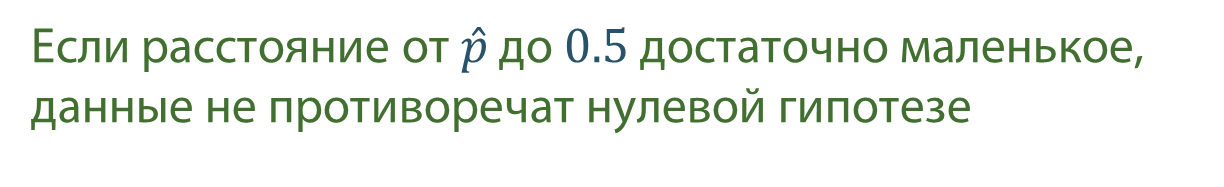 Если расстояние от p̂ до 0.5 достаточно маленькое,
данные не противоречат нулевой гипотезе